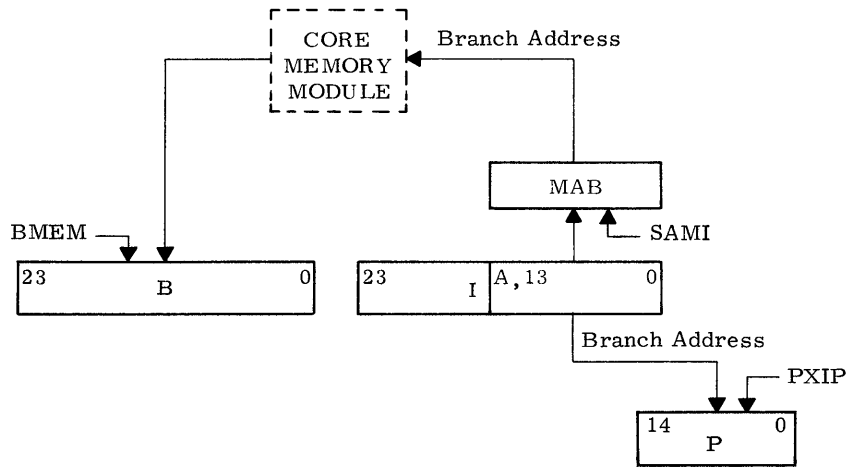 CORE
MEMORY
MODULE
Branch Address
MAB
BMEM
SAMI
23 B 0
23 I A,13 0
Branch Address
PXIP
14 P 0